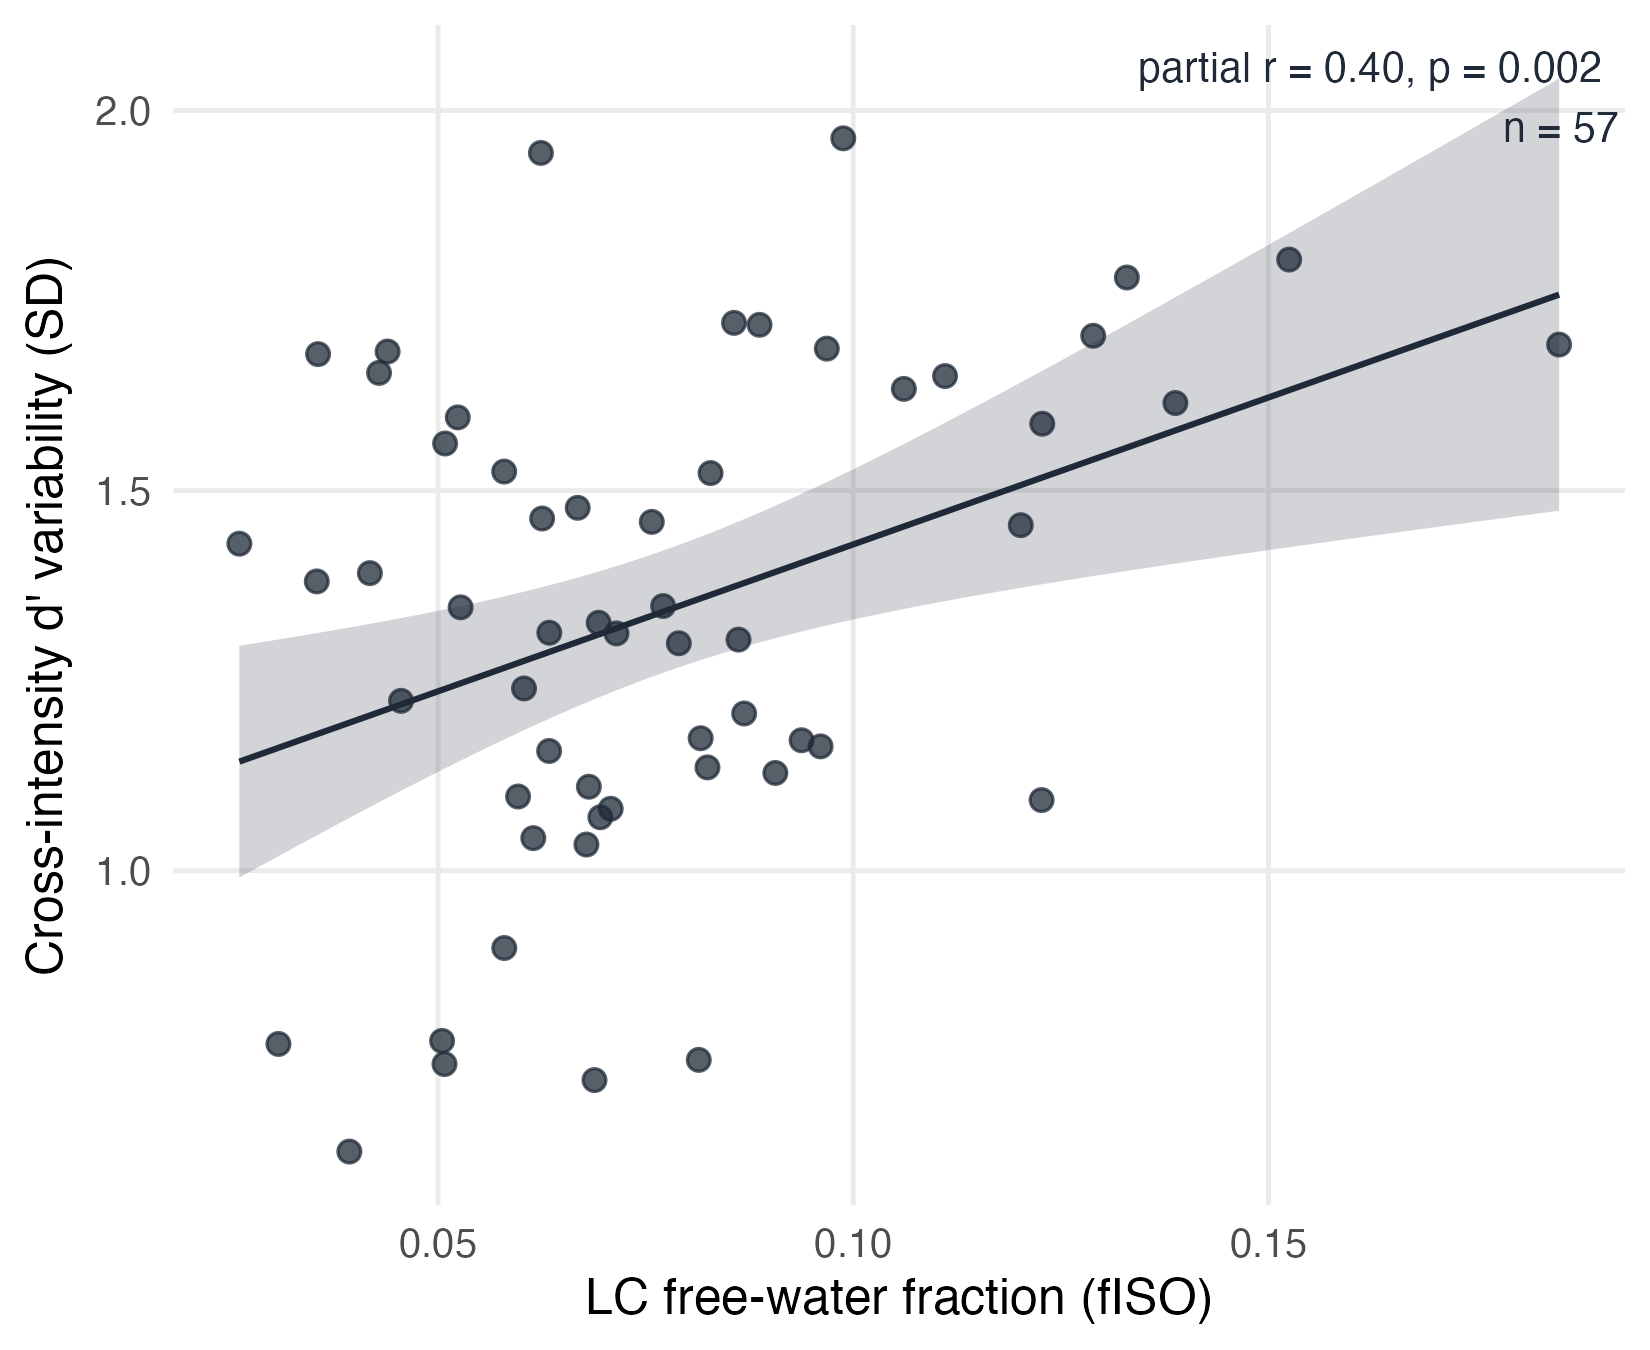 partial r = 0.40, p = 0.002
n = 57
2.0
1.5
1.0
Cross-intensity d' variability (SD)
0.05 0.10 0.15
LC free-water fraction (fISO)